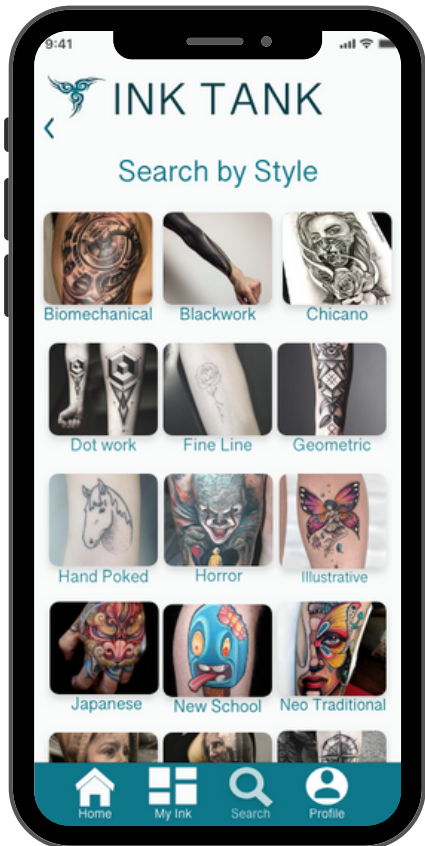 9:41
INK TANK
Search by Style
Biomechanical Blackwork Chicano
Dot work Fine Line Geometric
Hand Poked Horror Illustrative
Japanese New School Neo Traditional
Home My Ink Search Profile